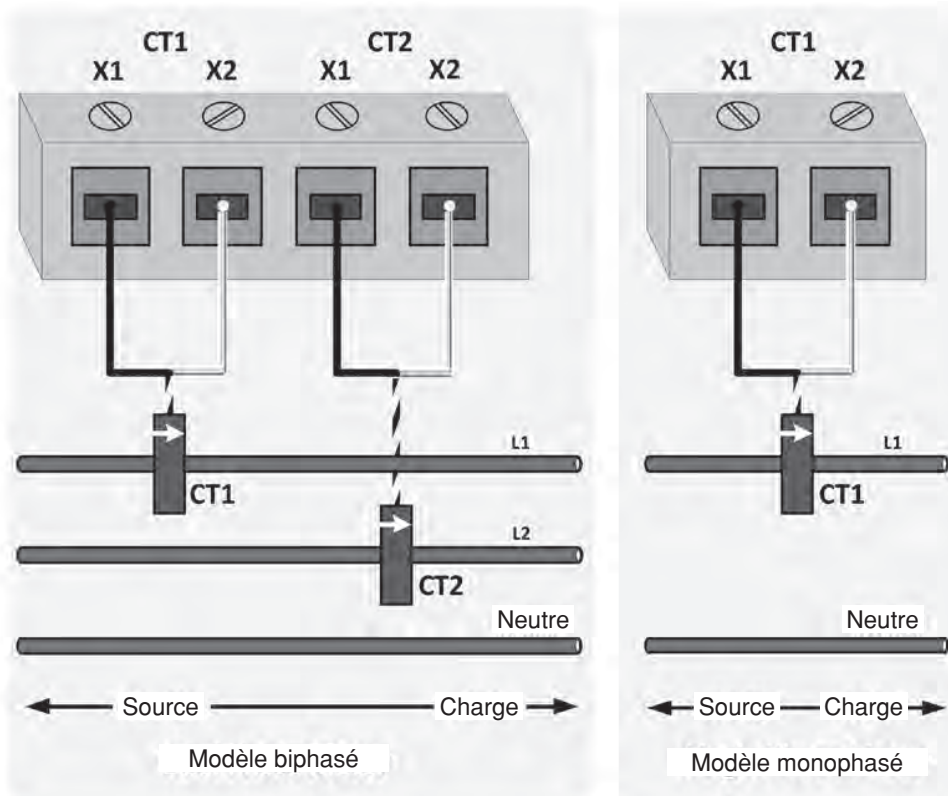 CT1 CT2
X1 X2 X1 X2
L1
CT1
L2
CT2
Neutre
Source Charge
Modèle biphasé
CT1
X1 X2
L1
CT1
Neutre
Source Charge
Modèle monophasé